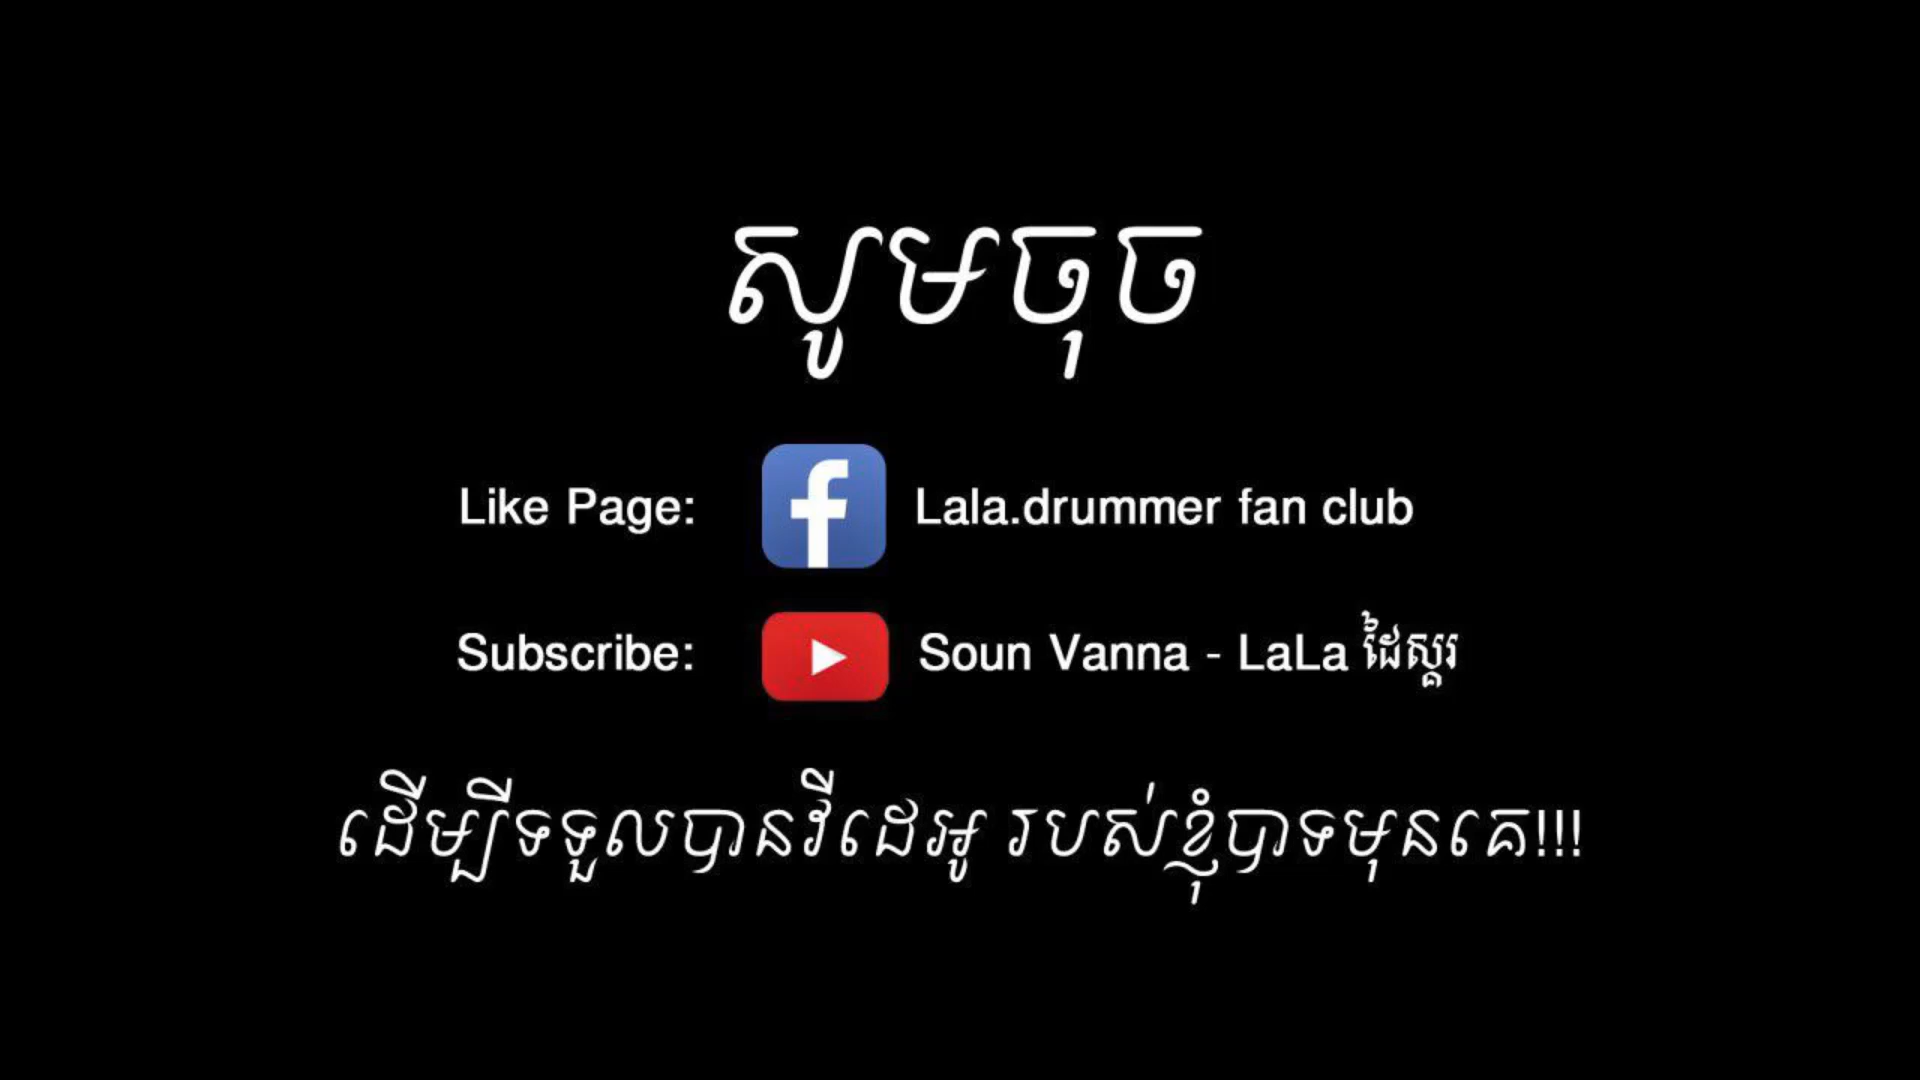 សូមចុច
Like Page: f Lala.drummer fan club
Subscribe: Soun Vanna - LaLa ដៃស្គរ
ដើម្បីទទួលបានវីដេអូ របស់ខ្ញុំបាទមុនគេ!!!